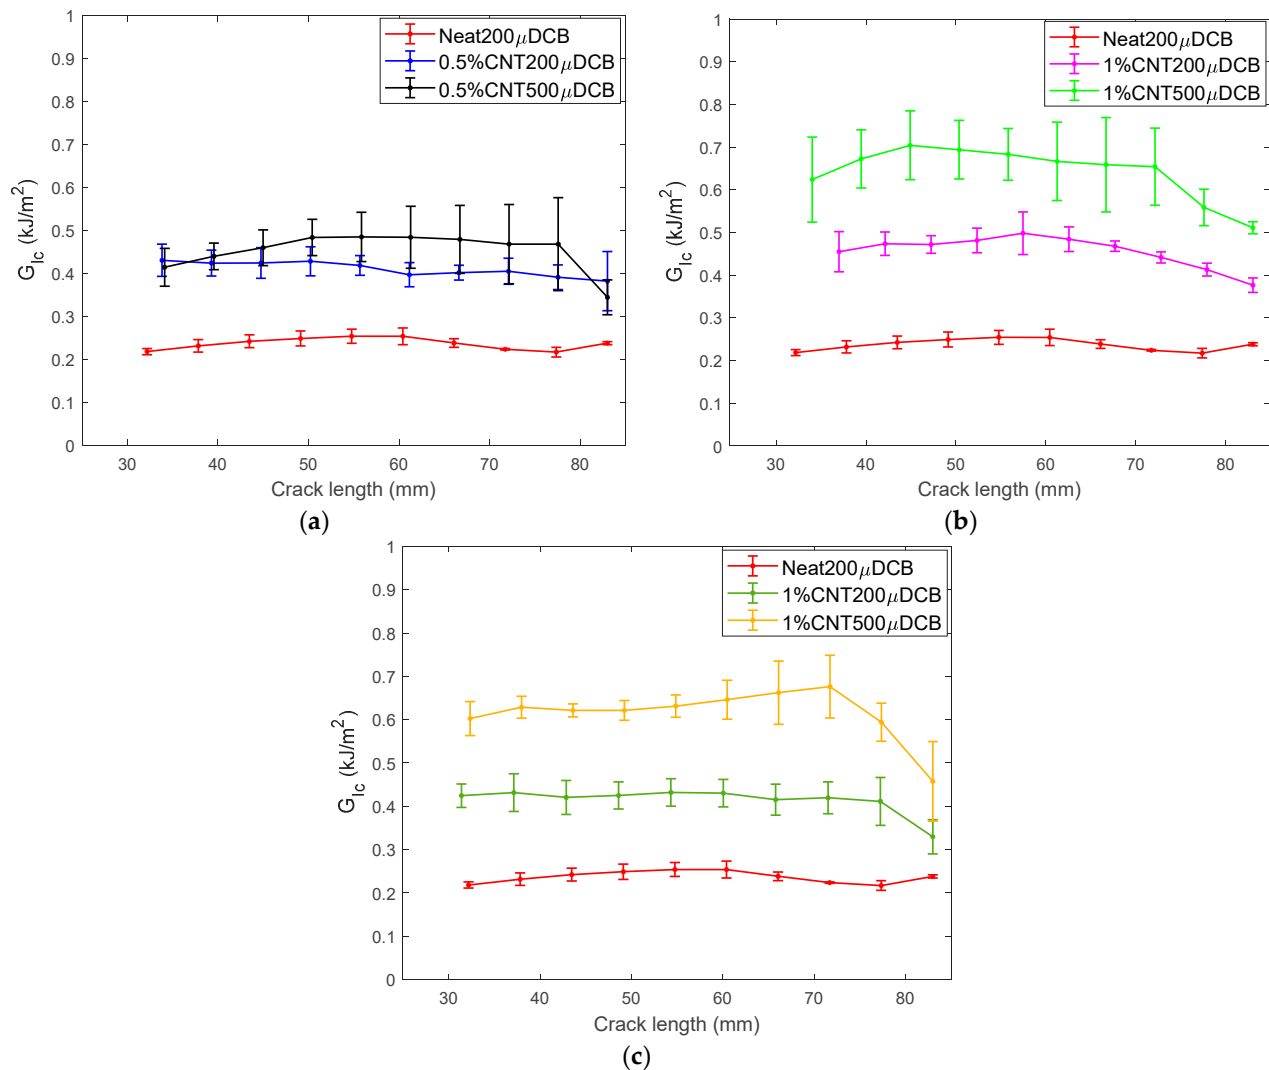 Neat200μDCB
0.5%CNT200μDCB
0.5%CNT500μDCB
G_Ic (kJ/m²)
1
0.9
0.8
0.7
0.6
0.5
0.4
0.3
0.2
0.1
0
30 40 50 60 70 80
Crack length (mm)
(a)
Neat200μDCB
1%CNT200μDCB
1%CNT500μDCB
G_Ic (kJ/m²)
1
0.9
0.8
0.7
0.6
0.5
0.4
0.3
0.2
0.1
0
30 40 50 60 70 80
Crack length (mm)
(b)
Neat200μDCB
1%CNT200μDCB
1%CNT500μDCB
G_Ic (kJ/m²)
1
0.9
0.8
0.7
0.6
0.5
0.4
0.3
0.2
0.1
0
30 40 50 60 70 80
Crack length (mm)
(c)